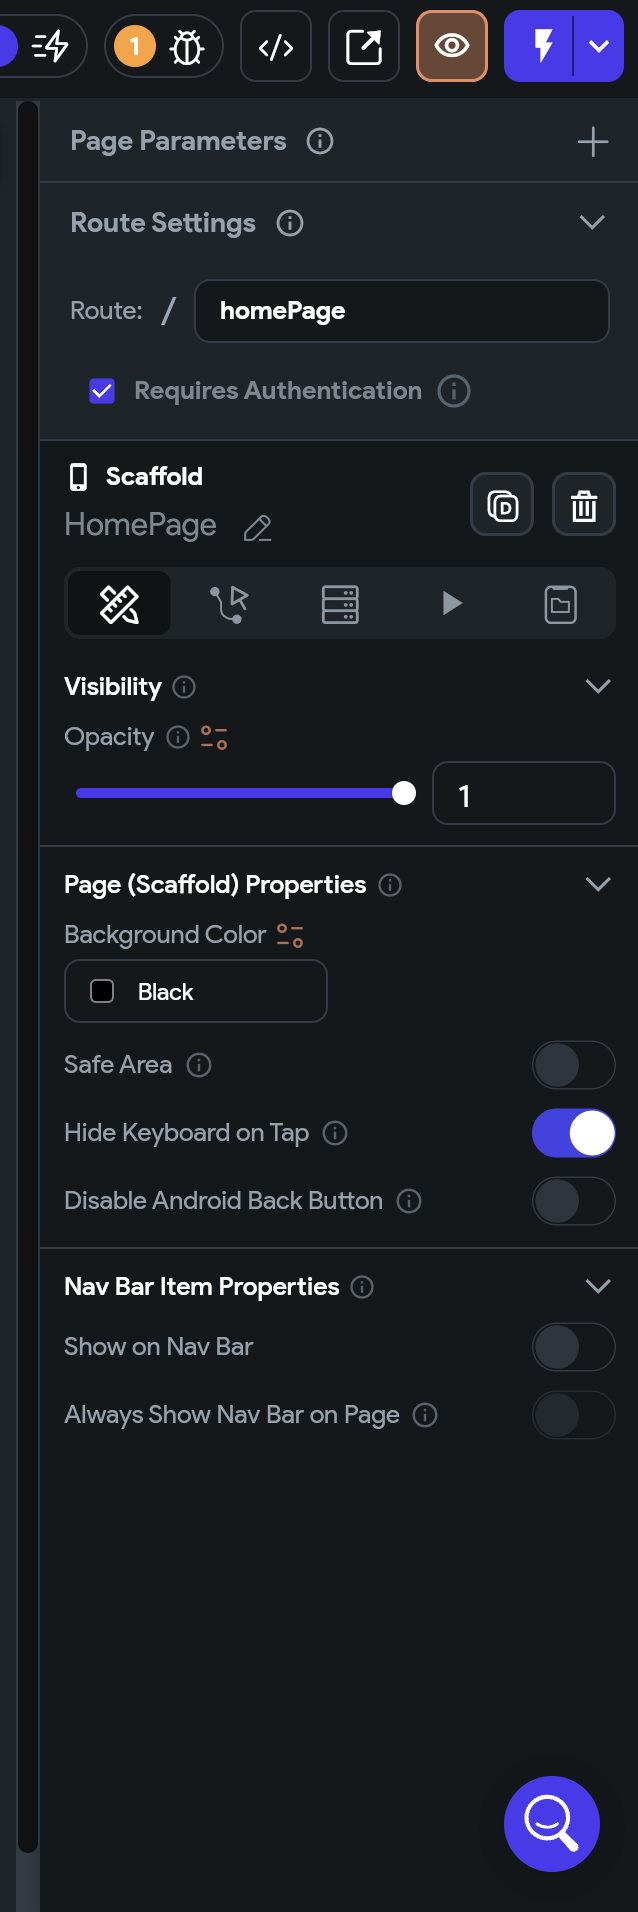 1
</>
Page Parameters
Route Settings
Route: / homePage
Requires Authentication
Scaffold
HomePage
D
Visibility
Opacity
1
Page (Scaffold) Properties
Background Color
Black
Safe Area
Hide Keyboard on Tap
Disable Android Back Button
Nav Bar Item Properties
Show on Nav Bar
Always Show Nav Bar on Page